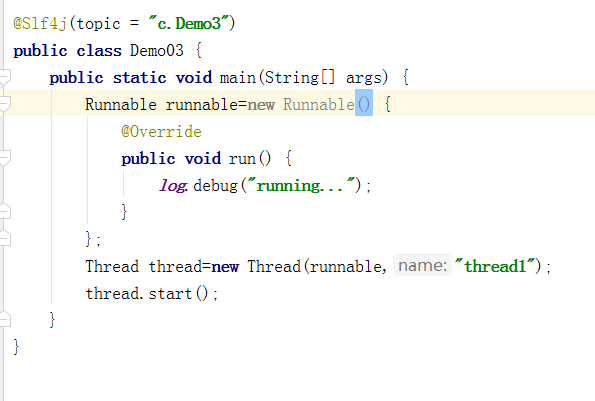 @Slf4j(topic = "c.Demo3")
public class Demo03 {
    public static void main(String[] args) {
        Runnable runnable=new Runnable() {
            @Override
            public void run() {
                log.debug("running...");
            }
        };
        Thread thread=new Thread(runnable, name: "thread1");
        thread.start();
    }
}